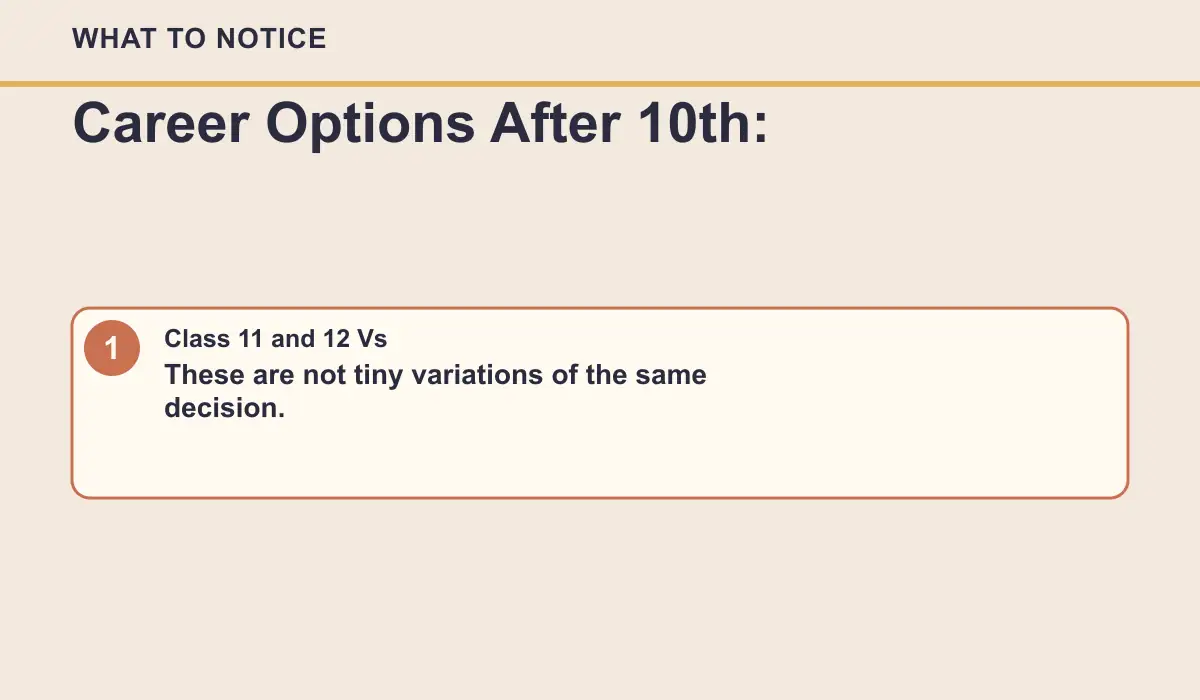 WHAT TO NOTICE
Career Options After 10th:
1
Class 11 and 12 Vs
These are not tiny variations of the same
decision.